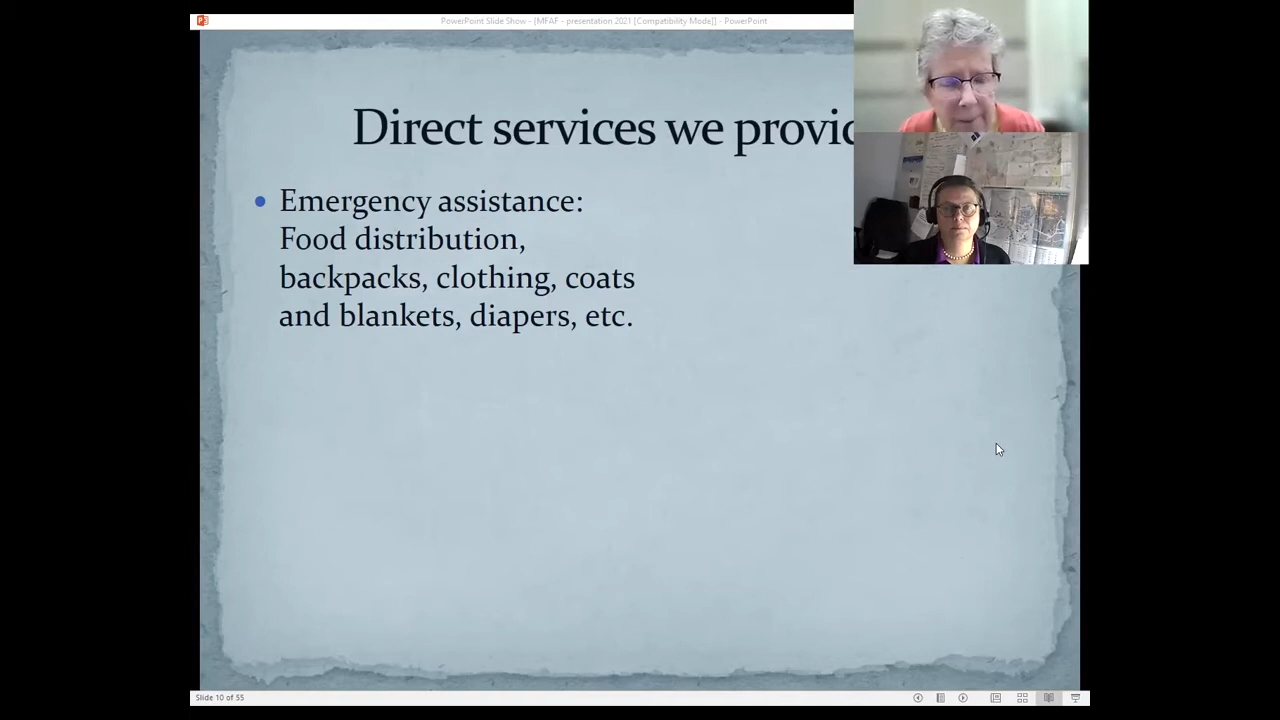 PowerPoint Slide Show - [MFAF - presentation 2021 [Compatibility Mode]] - PowerPoint
Direct services we provid
• Emergency assistance:
Food distribution,
backpacks, clothing, coats
and blankets, diapers, etc.
Slide 10 of 55